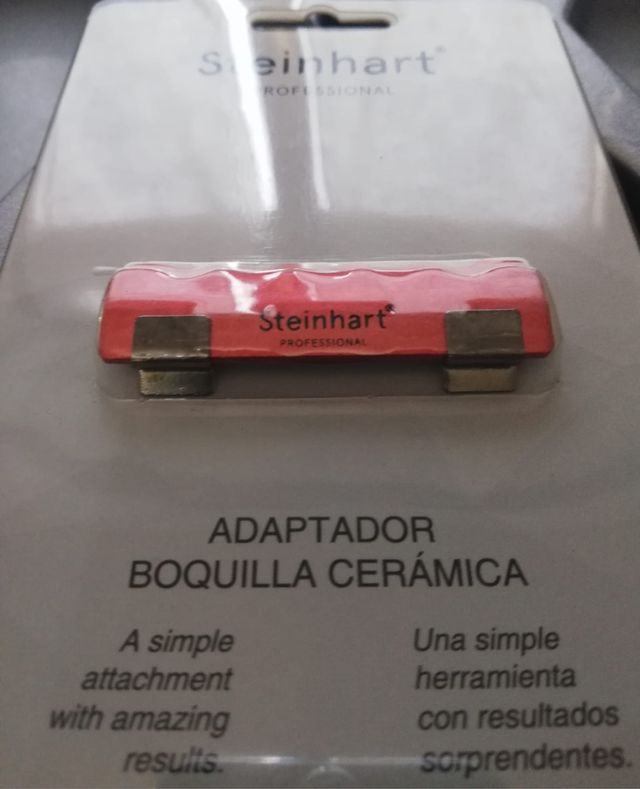 Steinhart®
PROFESSIONAL
Steinhart®
PROFESSIONAL
ADAPTADOR
BOQUILLA CERÁMICA
A simple
attachment
with amazing
results.
Una simple
herramienta
con resultados
sorprendentes.